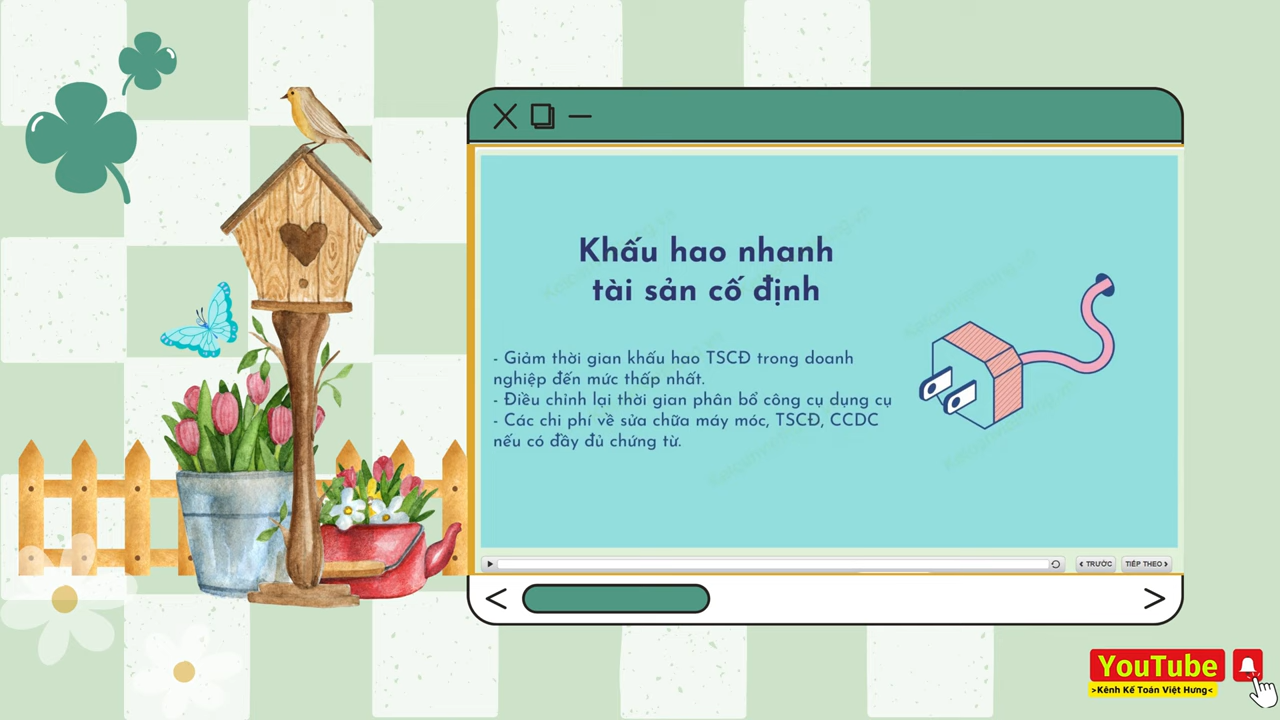 Khấu hao nhanh
tài sản cố định
- Giảm thời gian khấu hao TSCĐ trong doanh
nghiệp đến mức thấp nhất.
- Điều chỉnh lại thời gian phân bổ công cụ dụng cụ
- Các chi phí về sửa chữa máy móc, TSCĐ, CCDC
nếu có đầy đủ chứng từ.
‹ TRƯỚC
TIẾP THEO ›
YouTube
>Kênh Kế Toán Việt Hưng<